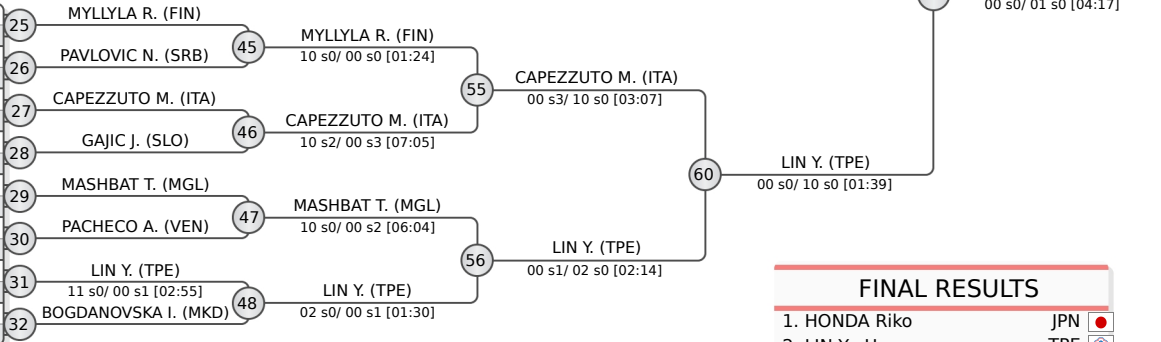 00 s0/ 01 s0 [04:17]
25
MYLLYLA R. (FIN)
26
PAVLOVIC N. (SRB)
27
CAPEZZUTO M. (ITA)
28
GAJIC J. (SLO)
29
MASHBAT T. (MGL)
30
PACHECO A. (VEN)
31
LIN Y. (TPE)
11 s0/ 00 s1 [02:55]
32
BOGDANOVSKA I. (MKD)
45
MYLLYLA R. (FIN)
10 s0/ 00 s0 [01:24]
46
CAPEZZUTO M. (ITA)
10 s2/ 00 s3 [07:05]
47
MASHBAT T. (MGL)
10 s0/ 00 s2 [06:04]
48
LIN Y. (TPE)
02 s0/ 00 s1 [01:30]
55
CAPEZZUTO M. (ITA)
00 s3/ 10 s0 [03:07]
56
LIN Y. (TPE)
00 s1/ 02 s0 [02:14]
60
LIN Y. (TPE)
00 s0/ 10 s0 [01:39]
FINAL RESULTS
1. HONDA Riko JPN